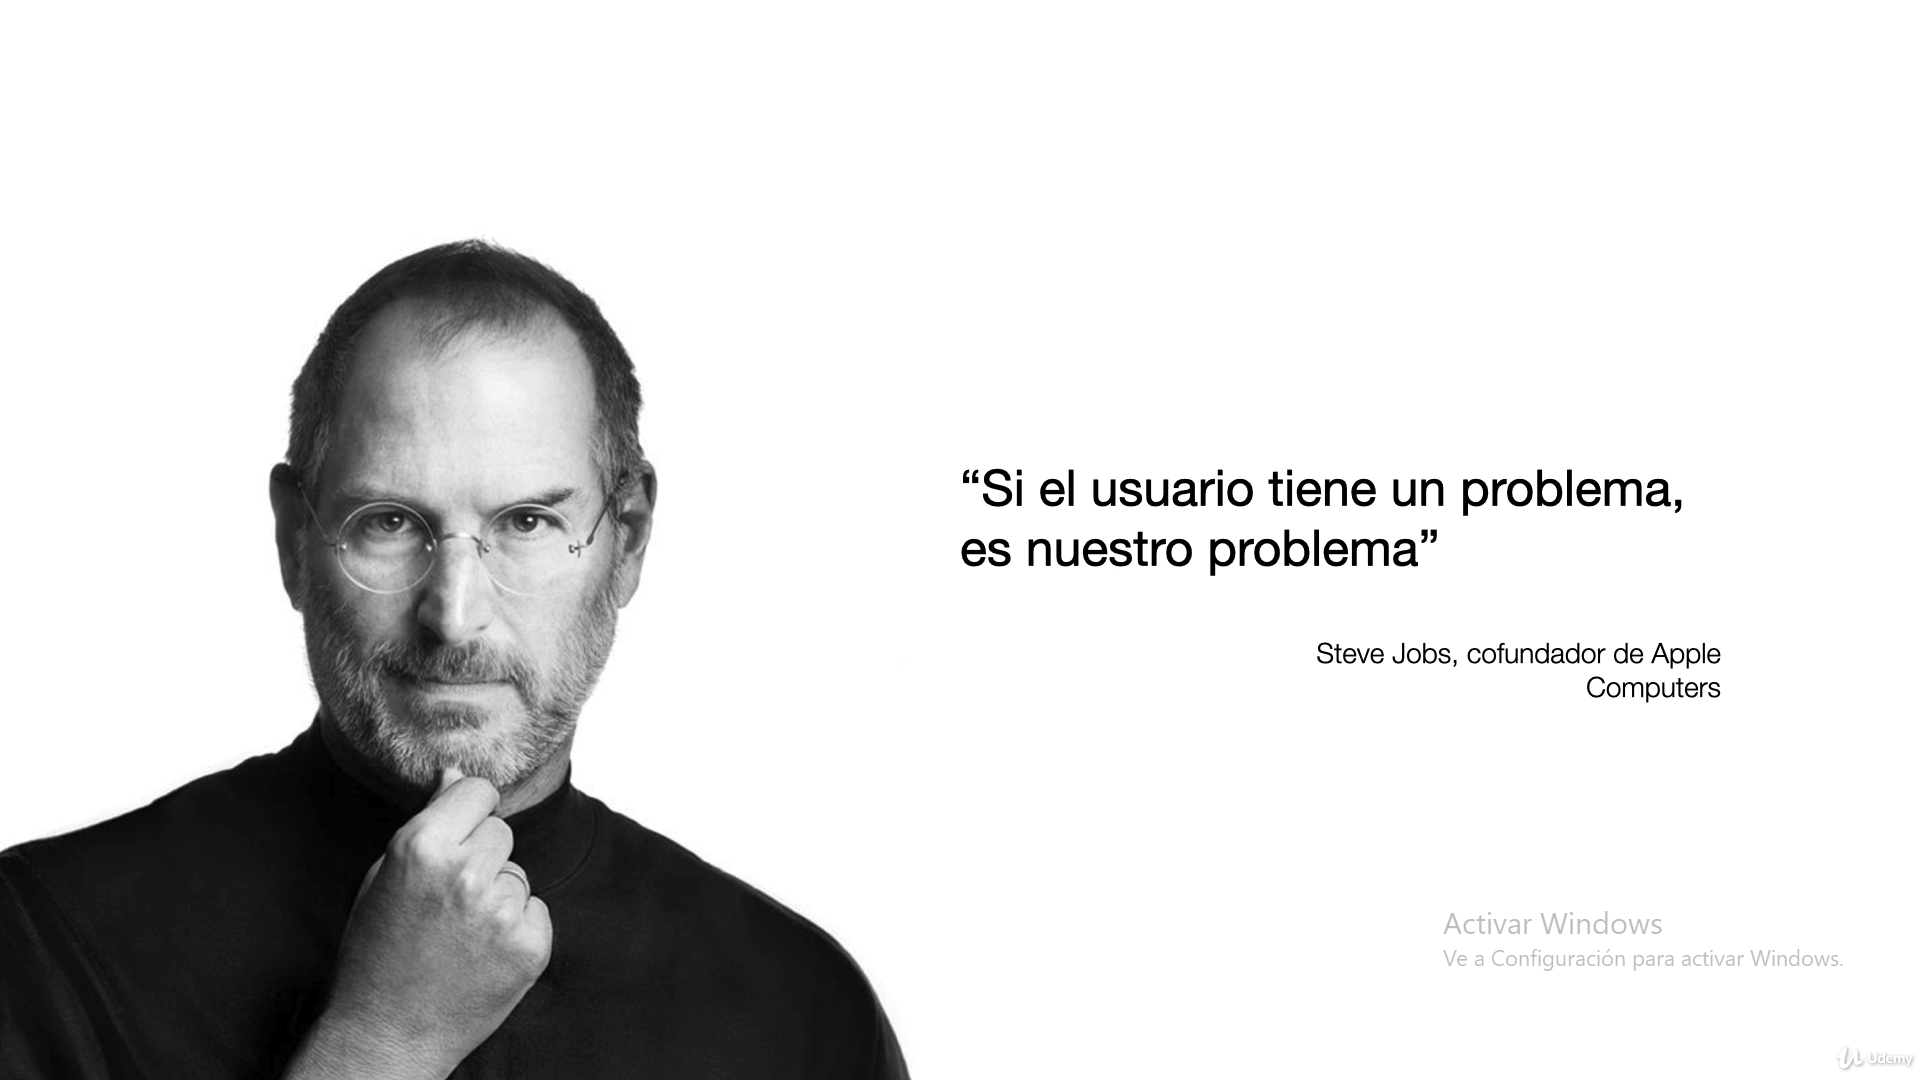 “Si el usuario tiene un problema,
es nuestro problema”
Steve Jobs, cofundador de Apple
Computers
Activar Windows
Ve a Configuración para activar Windows.
Udemy